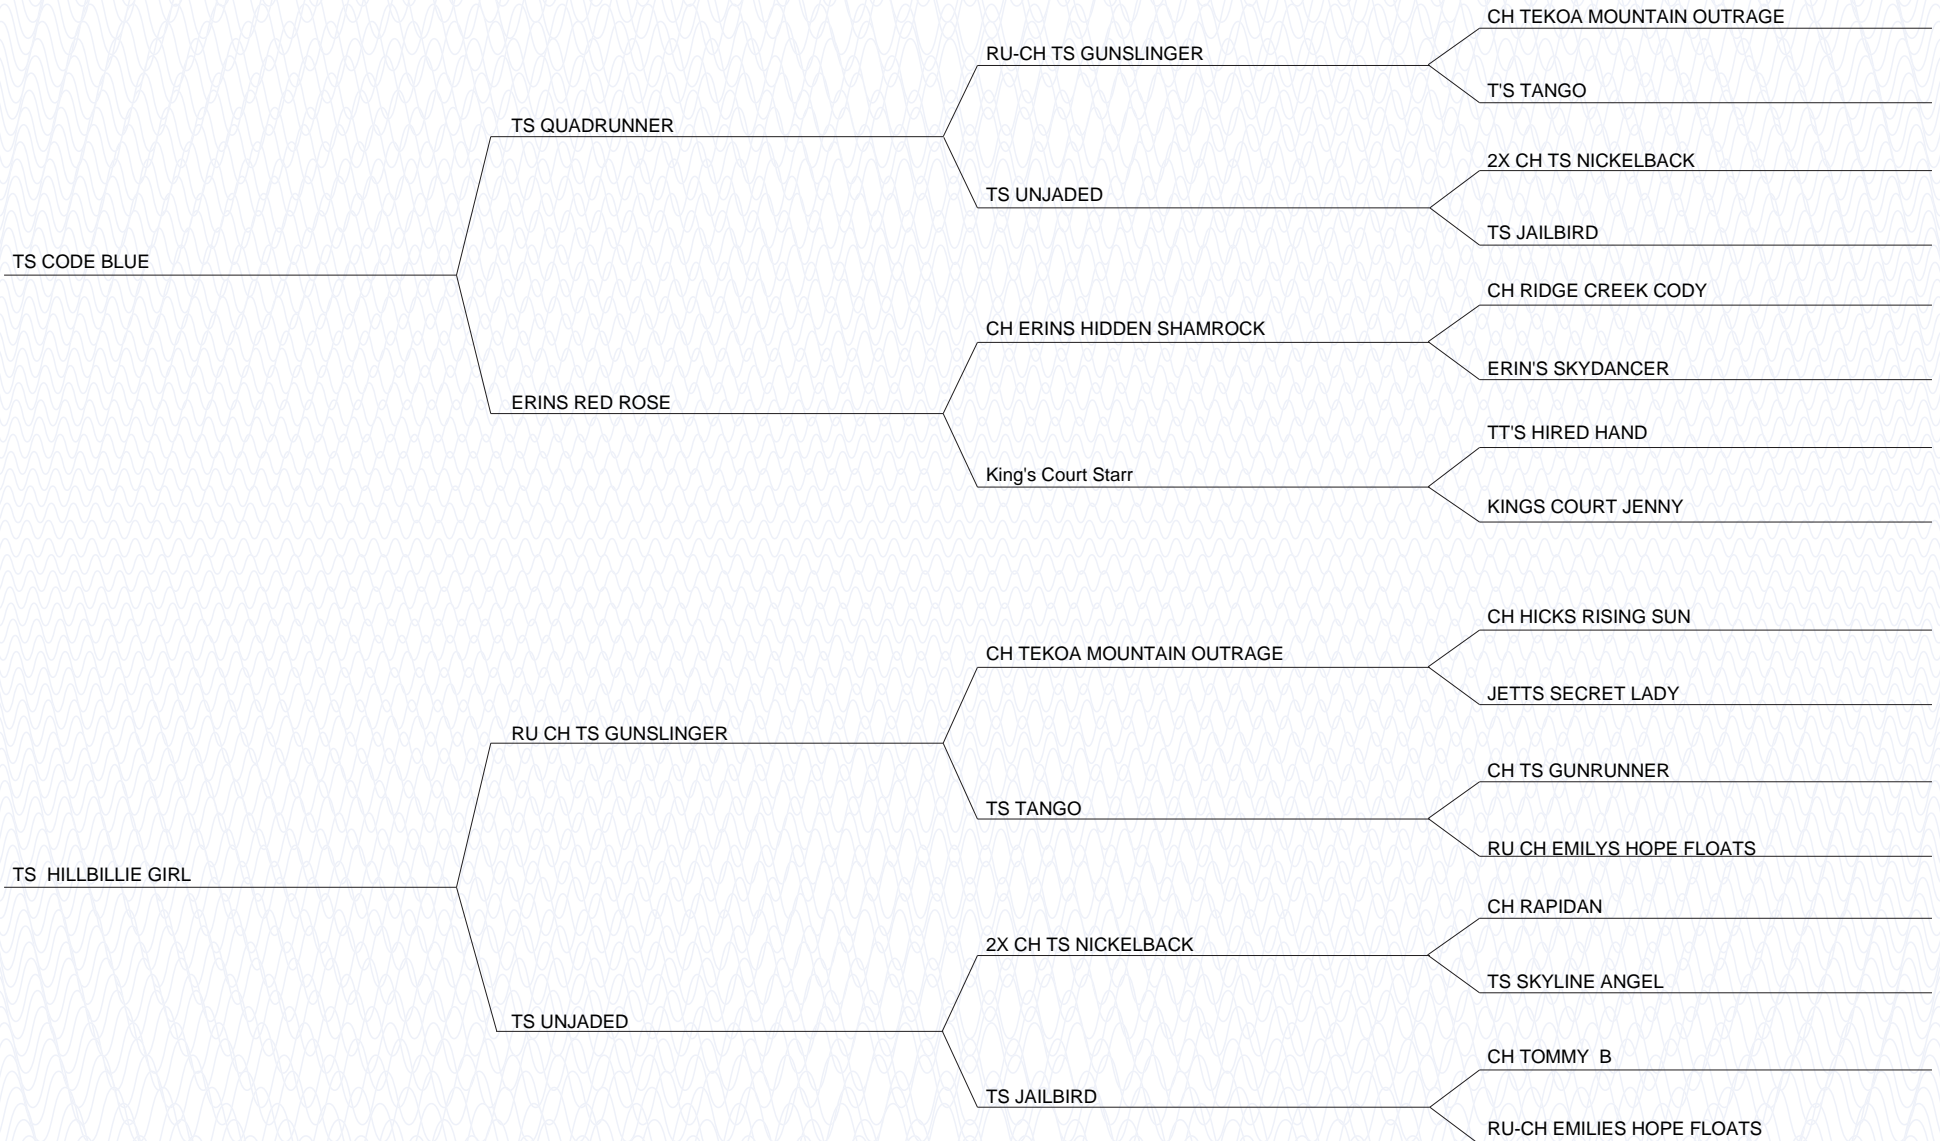 CH TEKOA MOUNTAIN OUTRAGE
RU-CH TS GUNSLINGER
T'S TANGO
TS QUADRUNNER
2X CH TS NICKELBACK
TS UNJADED
TS JAILBIRD
TS CODE BLUE
CH RIDGE CREEK CODY
CH ERINS HIDDEN SHAMROCK
ERIN'S SKYDANCER
ERINS RED ROSE
TT'S HIRED HAND
King's Court Starr
KINGS COURT JENNY
CH HICKS RISING SUN
CH TEKOA MOUNTAIN OUTRAGE
JETTS SECRET LADY
RU CH TS GUNSLINGER
CH TS GUNRUNNER
TS TANGO
RU CH EMILYS HOPE FLOATS
TS  HILLBILLIE GIRL
CH RAPIDAN
2X CH TS NICKELBACK
TS SKYLINE ANGEL
TS UNJADED
CH TOMMY  B
TS JAILBIRD
RU-CH EMILIES HOPE FLOATS